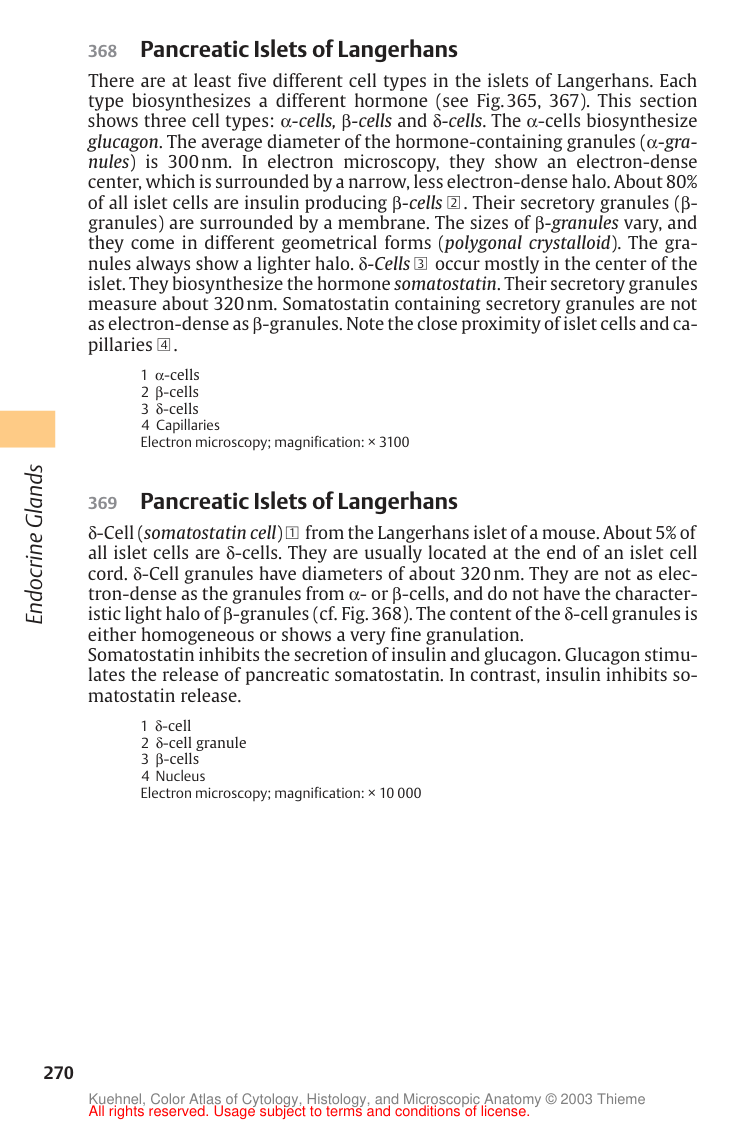 368 Pancreatic Islets of Langerhans
There are at least five different cell types in the islets of Langerhans. Each
type biosynthesizes a different hormone (see Fig. 365, 367). This section
shows three cell types: α-cells, β-cells and δ-cells. The α-cells biosynthesize
glucagon. The average diameter of the hormone-containing granules (α-gra-
nules) is 300 nm. In electron microscopy, they show an electron-dense
center, which is surrounded by a narrow, less electron-dense halo. About 80%
of all islet cells are insulin producing β-cells 2. Their secretory granules (β-
granules) are surrounded by a membrane. The sizes of β-granules vary, and
they come in different geometrical forms (polygonal crystalloid). The gra-
nules always show a lighter halo. δ-Cells 3 occur mostly in the center of the
islet. They biosynthesize the hormone somatostatin. Their secretory granules
measure about 320 nm. Somatostatin containing secretory granules are not
as electron-dense as β-granules. Note the close proximity of islet cells and ca-
pillaries 4.
1 α-cells
2 β-cells
3 δ-cells
4 Capillaries
Electron microscopy; magnification: × 3100
Endocrine Glands
369 Pancreatic Islets of Langerhans
δ-Cell (somatostatin cell) 1 from the Langerhans islet of a mouse. About 5% of
all islet cells are δ-cells. They are usually located at the end of an islet cell
cord. δ-Cell granules have diameters of about 320 nm. They are not as elec-
tron-dense as the granules from α- or β-cells, and do not have the character-
istic light halo of β-granules (cf. Fig. 368). The content of the δ-cell granules is
either homogeneous or shows a very fine granulation.
Somatostatin inhibits the secretion of insulin and glucagon. Glucagon stimu-
lates the release of pancreatic somatostatin. In contrast, insulin inhibits so-
matostatin release.
1 δ-cell
2 δ-cell granule
3 β-cells
4 Nucleus
Electron microscopy; magnification: × 10 000
270
Kuehnel, Color Atlas of Cytology, Histology, and Microscopic Anatomy © 2003 Thieme
All rights reserved. Usage subject to terms and conditions of license.